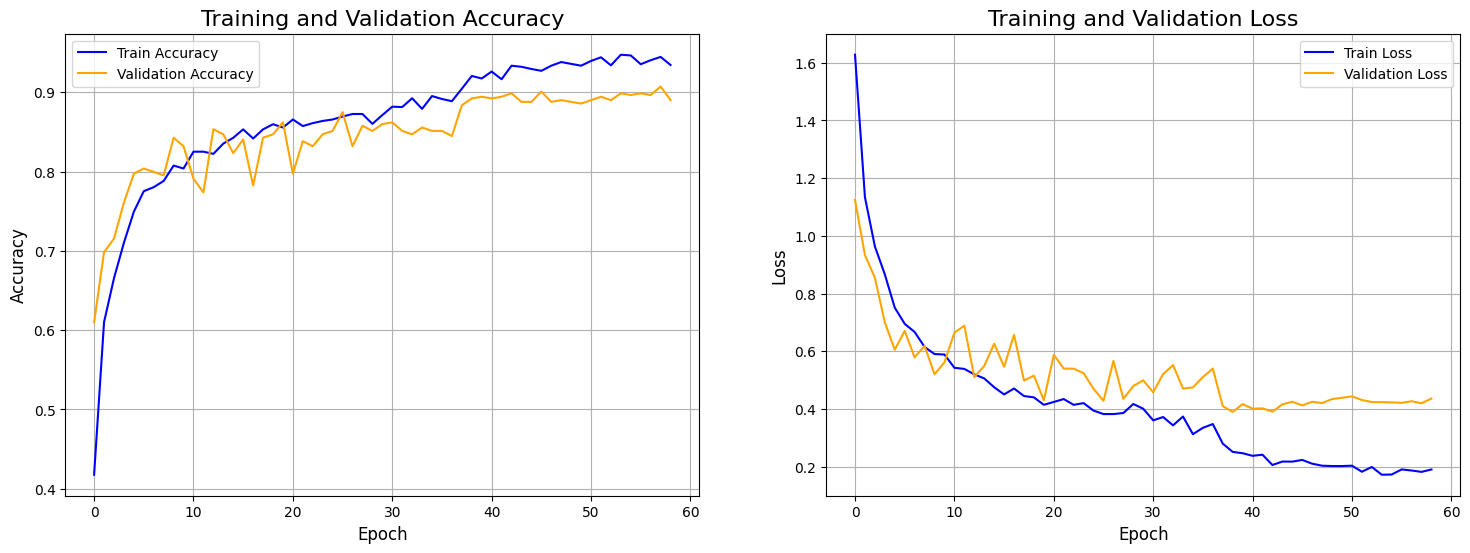 Training and Validation Accuracy
Train Accuracy
Validation Accuracy
Accuracy
0.9
0.8
0.7
0.6
0.5
0.4
0 10 20 30 40 50 60
Epoch
Training and Validation Loss
Train Loss
Validation Loss
Loss
1.6
1.4
1.2
1.0
0.8
0.6
0.4
0.2
0 10 20 30 40 50 60
Epoch